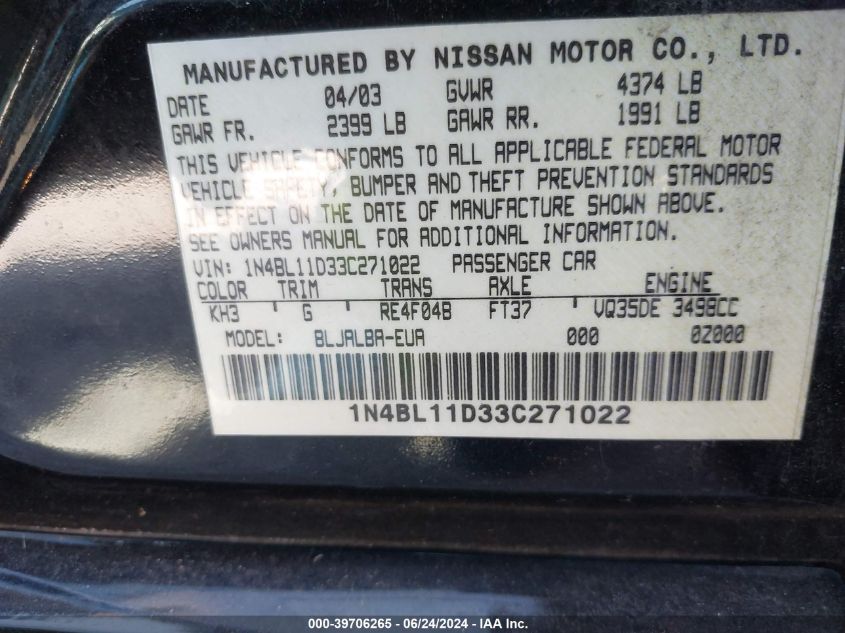 MANUFACTURED BY NISSAN MOTOR CO., LTD.
DATE 04/03 GVWR 4374 LB
GAWR FR. 2399 LB GAWR RR. 1991 LB
THIS VEHICLE CONFORMS TO ALL APPLICABLE FEDERAL MOTOR
VEHICLE SAFETY, BUMPER AND THEFT PREVENTION STANDARDS
IN EFFECT ON THE DATE OF MANUFACTURE SHOWN ABOVE.
SEE OWNERS MANUAL FOR ADDITIONAL INFORMATION.
VIN: 1N4BL11D33C271022 PASSENGER CAR
COLOR TRIM TRANS AXLE ENGINE
KH3 G RE4F04B FT37 VQ35DE 3498CC
MODEL: BLJALBA-EUA 000 0Z000
1N4BL11D33C271022
000-39706265 - 06/24/2024 - IAA Inc.